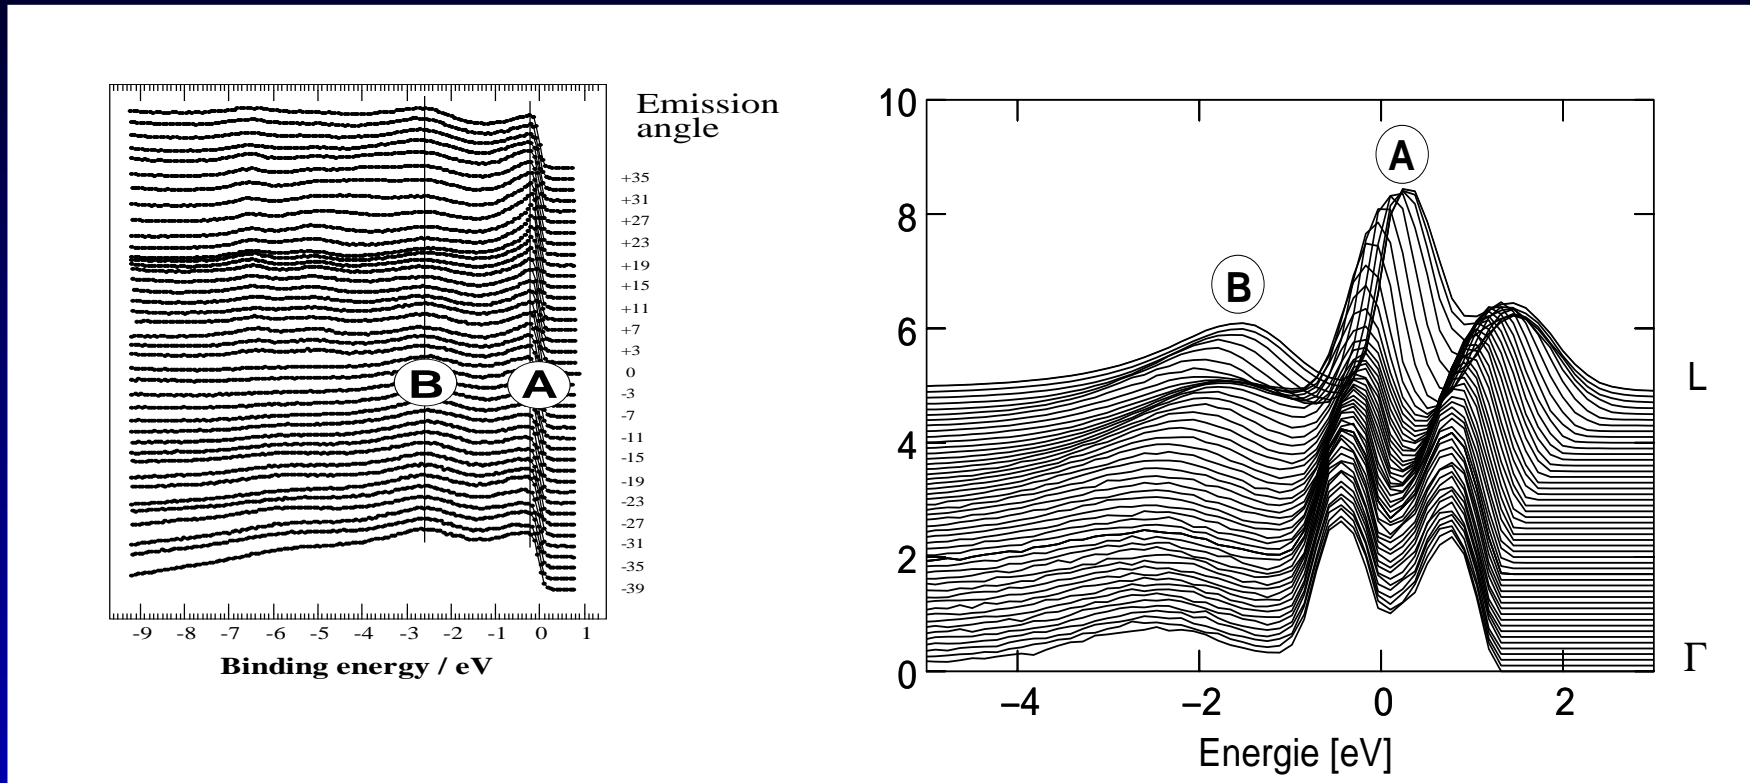 Emission
angle
+35
+31
+27
+23
+19
+15
+11
+7
+3
0
-3
-7
-11
-15
-19
-23
-27
-31
-35
-39
B
A
-9 -8 -7 -6 -5 -4 -3 -2 -1 0 1
Binding energy / eV
10
8
6
4
2
0
A
B
L
Γ
−4 −2 0 2
Energie [eV]